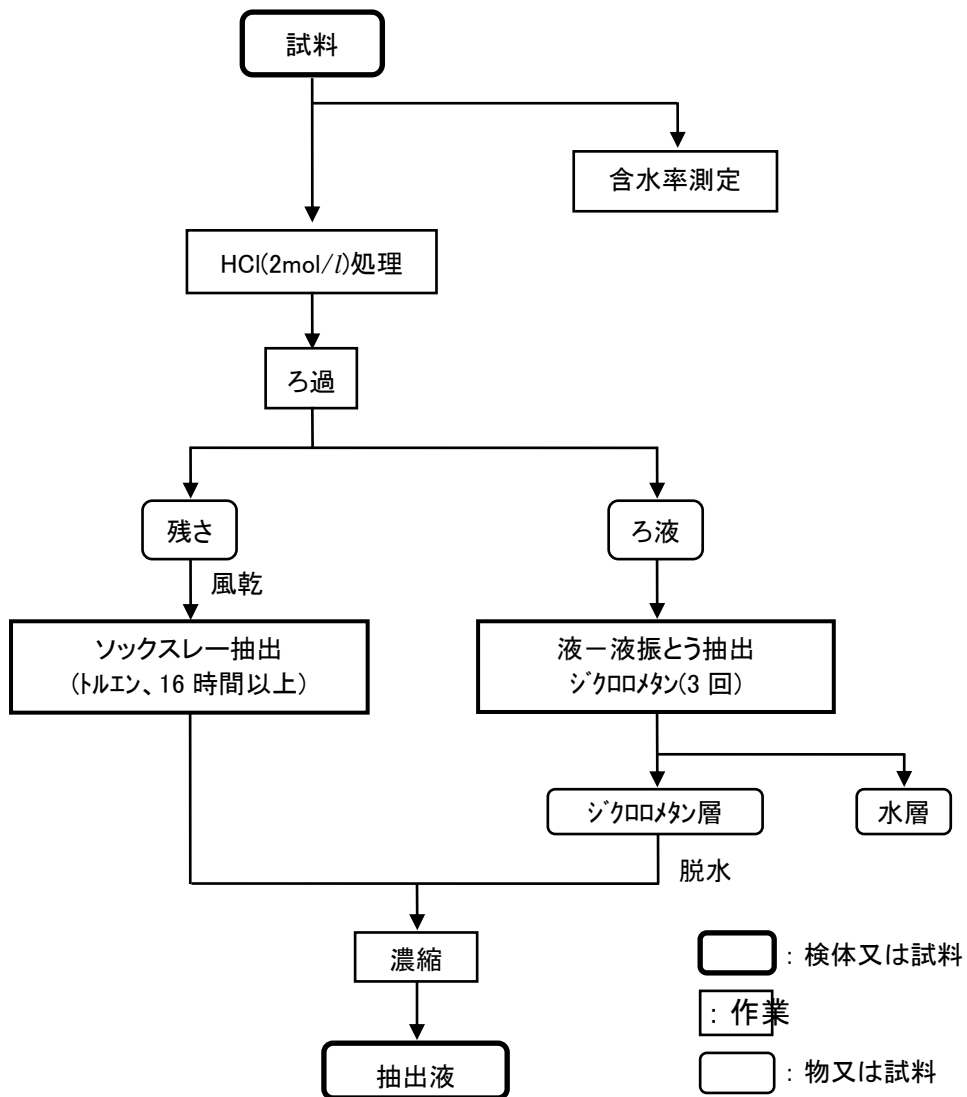 試料
含水率測定
HCl(2mol/l)処理
ろ過
残さ
ろ液
風乾
ソックスレー抽出
(ﾄﾙｴﾝ、16 時間以上)
液－液振とう抽出
ｼﾞｸﾛﾛﾒﾀﾝ(3 回)
ｼﾞｸﾛﾛﾒﾀﾝ層
水層
脱水
濃縮
抽出液
: 検体又は試料
: 作業
: 物又は試料